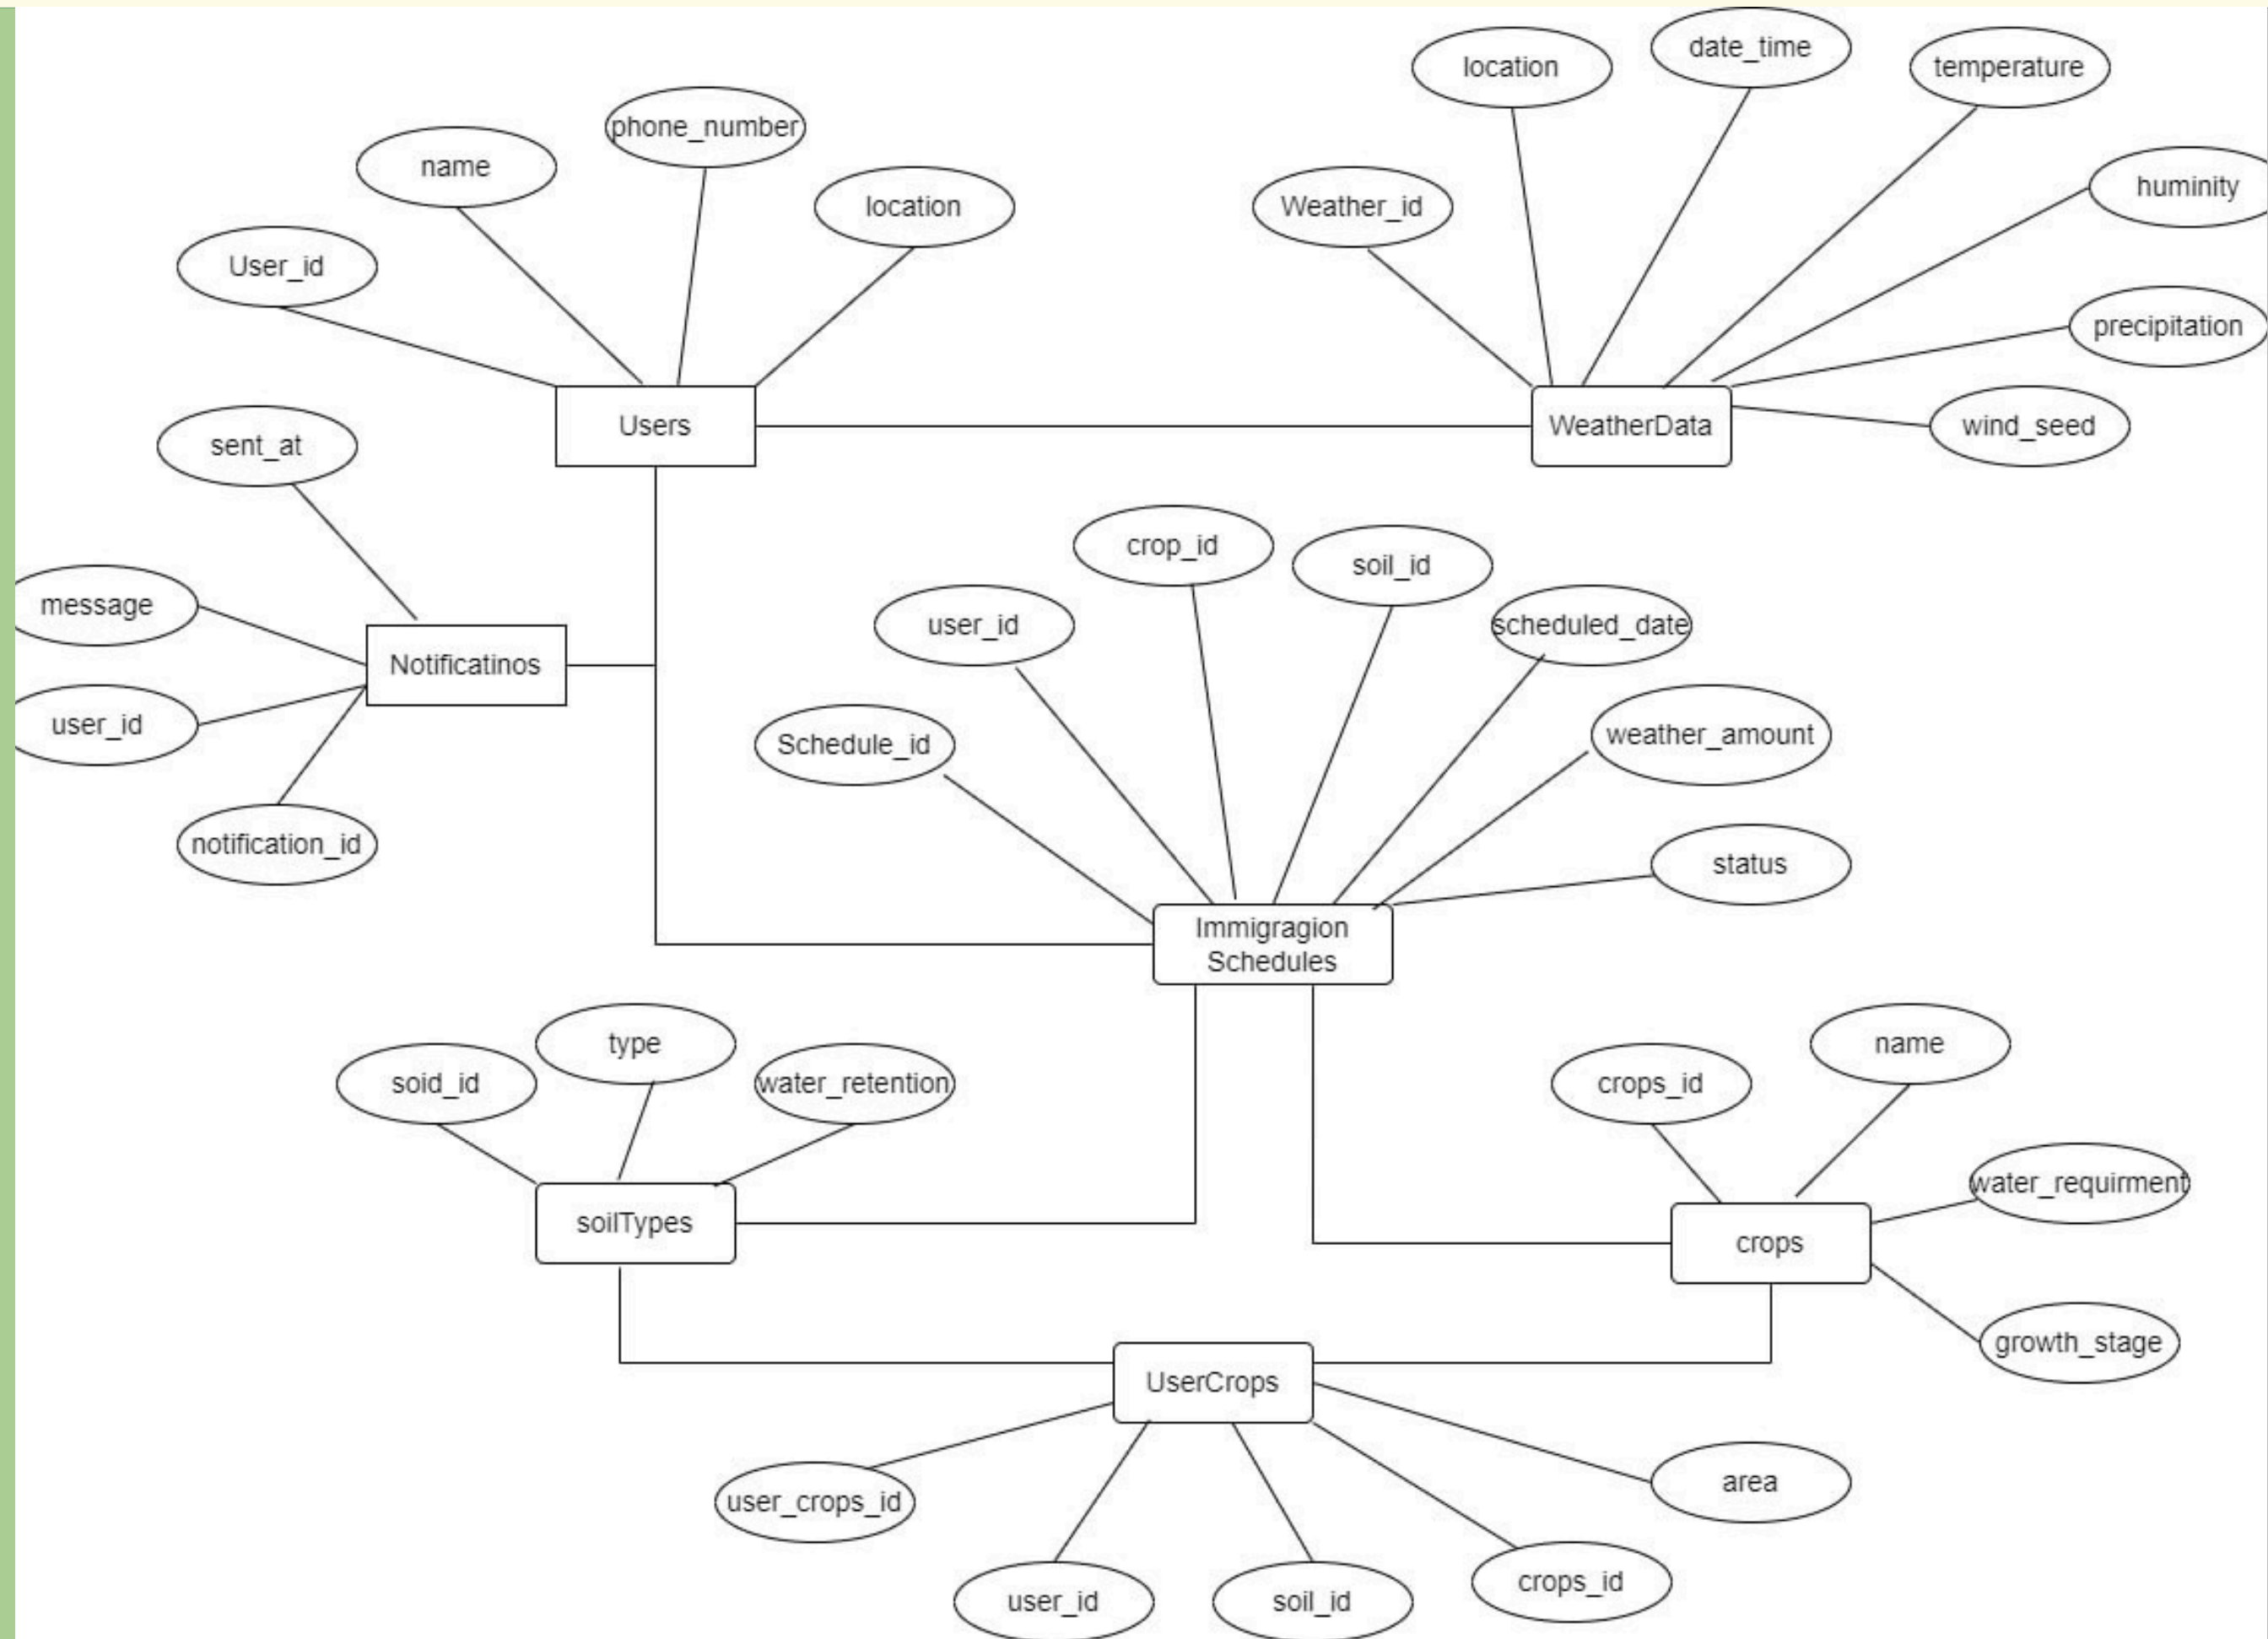 date_time
location
temperature
phone_number
name
huminity
Weather_id
location
User_id
precipitation
Users
WeatherData
wind_seed
sent_at
crop_id
soil_id
message
user_id
scheduled_date
Notificatinos
user_id
Schedule_id
weather_amount
notification_id
status
Immigragion
Schedules
type
name
soid_id
water_retention
crops_id
water_requirment
soilTypes
crops
growth_stage
UserCrops
area
user_crops_id
crops_id
user_id
soil_id